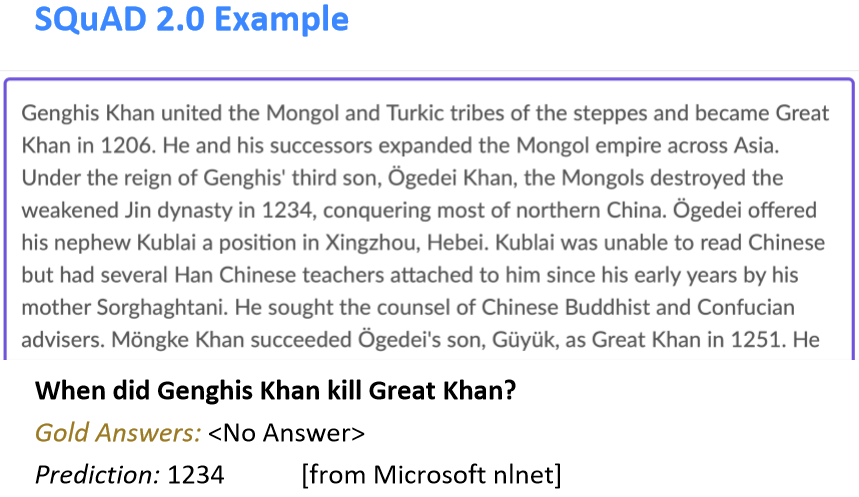 SQuAD 2.0 Example
Genghis Khan united the Mongol and Turkic tribes of the steppes and became Great
Khan in 1206. He and his successors expanded the Mongol empire across Asia.
Under the reign of Genghis' third son, Ögedei Khan, the Mongols destroyed the
weakened Jin dynasty in 1234, conquering most of northern China. Ögedei offered
his nephew Kublai a position in Xingzhou, Hebei. Kublai was unable to read Chinese
but had several Han Chinese teachers attached to him since his early years by his
mother Sorghaghtani. He sought the counsel of Chinese Buddhist and Confucian
advisers. Möngke Khan succeeded Ögedei's son, Güyük, as Great Khan in 1251. He
When did Genghis Khan kill Great Khan?
Gold Answers: <No Answer>
Prediction: 1234 [from Microsoft nlnet]